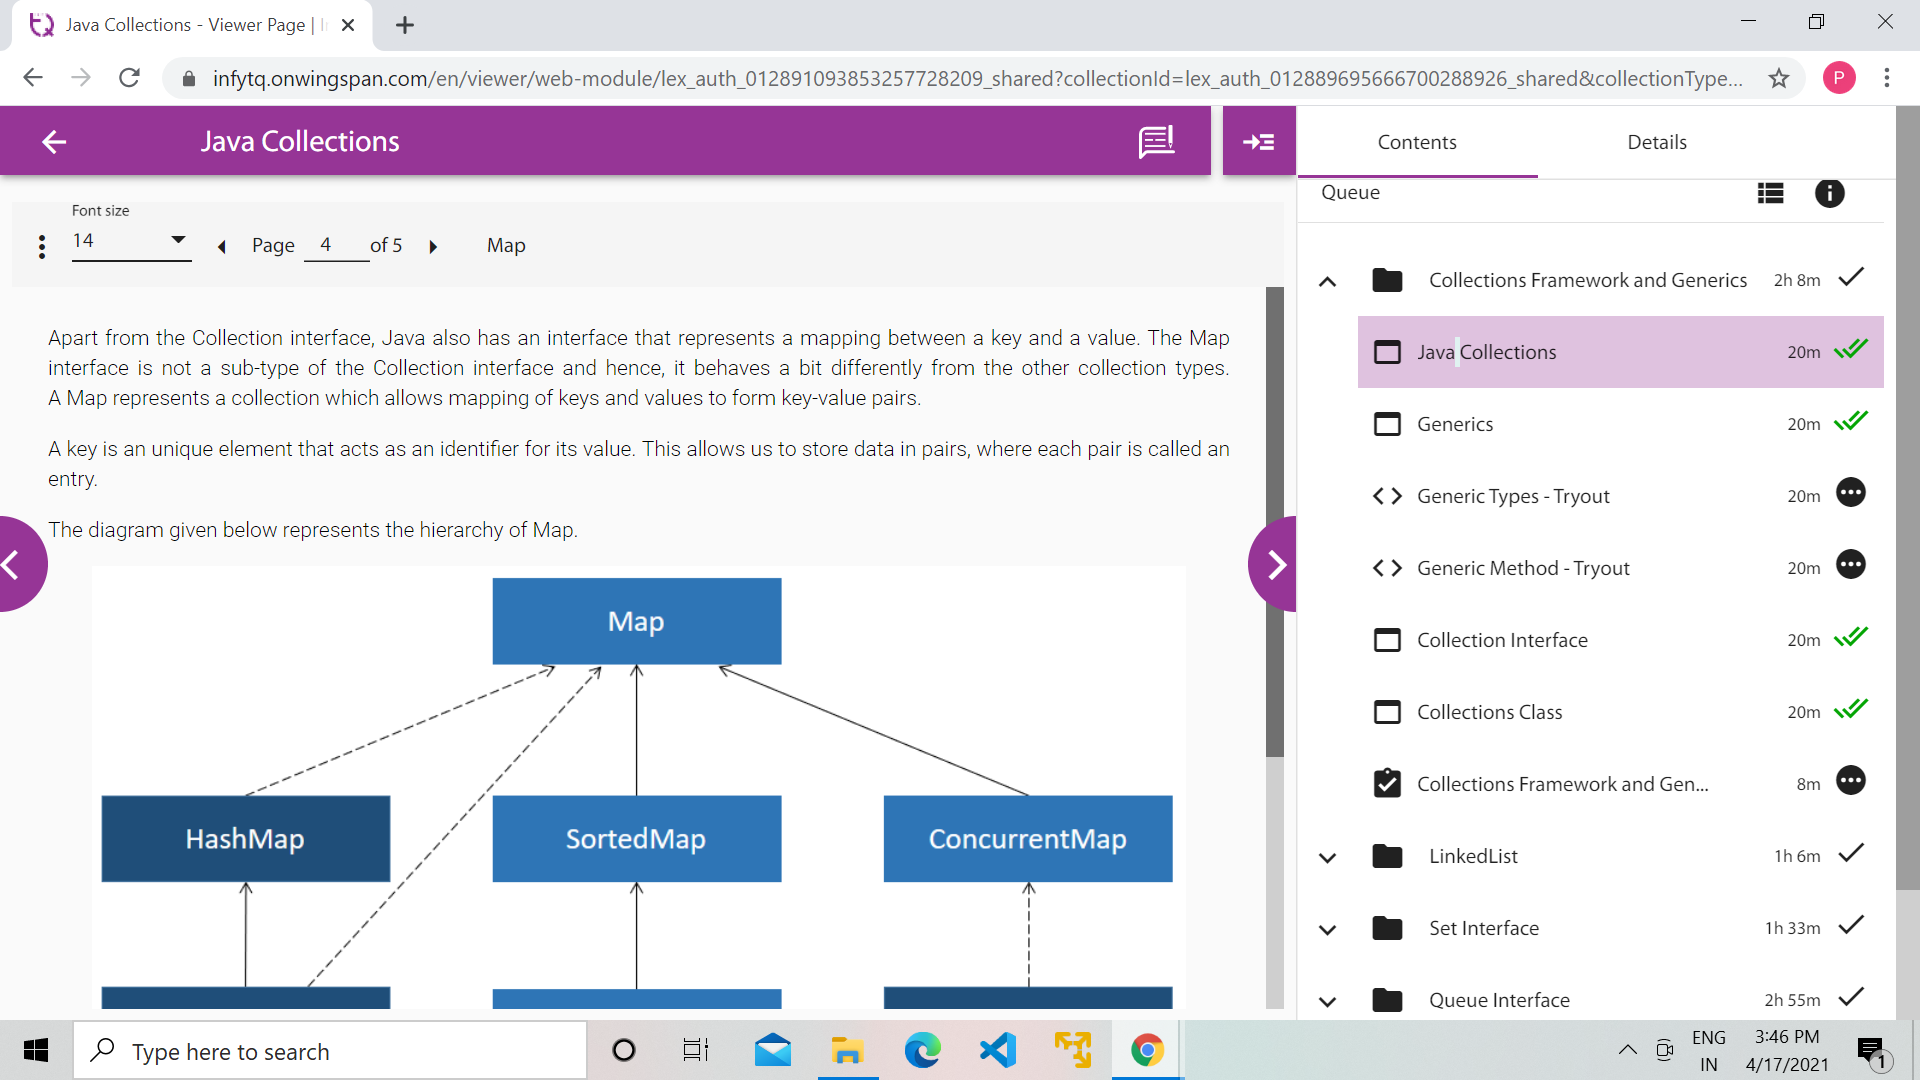 Java Collections - Viewer Page | I
infytq.onwingspan.com/en/viewer/web-module/lex_auth_012891093853257728209_shared?collectionId=lex_auth_012889695666700288926_shared&collectionType...
P
Java Collections
Contents
Details
Font size
14
Page 4 of 5
Map
Apart from the Collection interface, Java also has an interface that represents a mapping between a key and a value. The Map
interface is not a sub-type of the Collection interface and hence, it behaves a bit differently from the other collection types.
A Map represents a collection which allows mapping of keys and values to form key-value pairs.
A key is an unique element that acts as an identifier for its value. This allows us to store data in pairs, where each pair is called an
entry.
The diagram given below represents the hierarchy of Map.
Map
HashMap
SortedMap
ConcurrentMap
Queue
Collections Framework and Generics 2h 8m
Java Collections 20m
Generics 20m
Generic Types - Tryout 20m
Generic Method - Tryout 20m
Collection Interface 20m
Collections Class 20m
Collections Framework and Gen... 8m
LinkedList 1h 6m
Set Interface 1h 33m
Queue Interface 2h 55m
Type here to search
ENG
IN
3:46 PM
4/17/2021
1